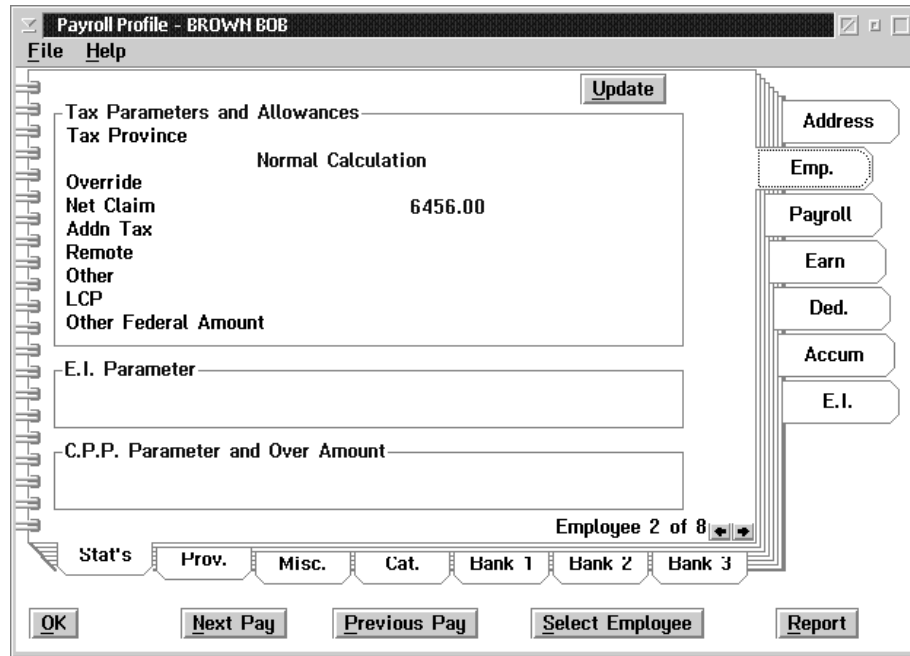 Payroll Profile - BROWN BOB
File Help
Update
Tax Parameters and Allowances
Tax Province
Normal Calculation
Override
Net Claim 6456.00
Addn Tax
Remote
Other
LCP
Other Federal Amount
E.I. Parameter
C.P.P. Parameter and Over Amount
Employee 2 of 8
Address
Emp.
Payroll
Earn
Ded.
Accum
E.I.
Stat's Prov. Misc. Cat. Bank 1 Bank 2 Bank 3
OK Next Pay Previous Pay Select Employee Report